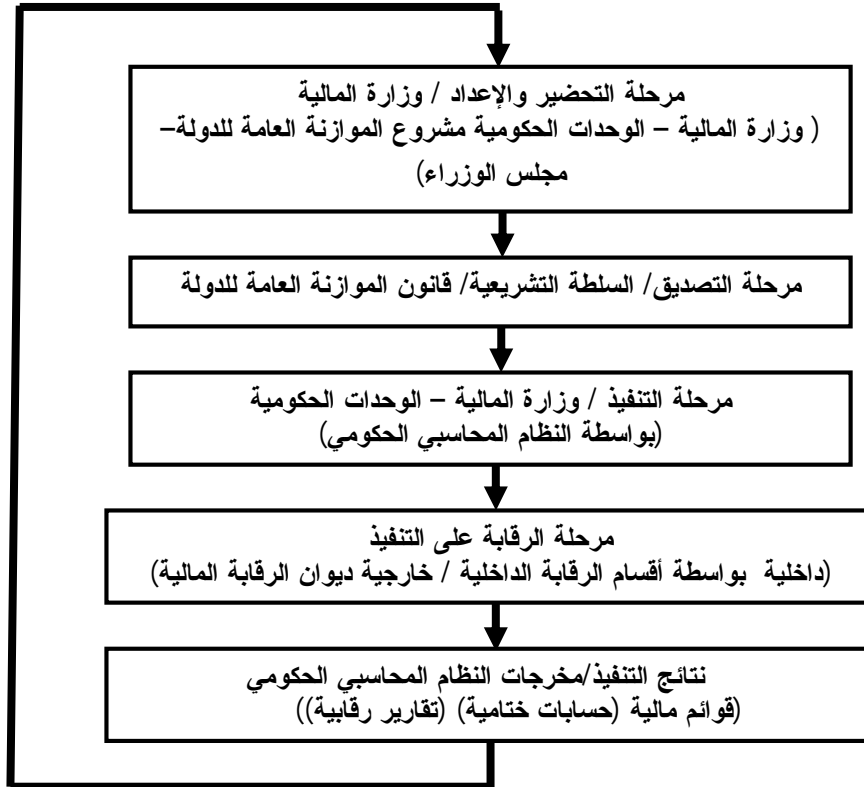 مرحلة التحضير والإعداد / وزارة المالية
( وزارة المالية – الوحدات الحكومية مشروع الموازنة العامة للدولة–
مجلس الوزراء)
مرحلة التصديق/ السلطة التشريعية/ قانون الموازنة العامة للدولة
مرحلة التنفيذ / وزارة المالية – الوحدات الحكومية
(بواسطة النظام المحاسبي الحكومي)
مرحلة الرقابة على التنفيذ
(داخلية بواسطة أقسام الرقابة الداخلية / خارجية ديوان الرقابة المالية)
نتائج التنفيذ/مخرجات النظام المحاسبي الحكومي
(قوائم مالية (حسابات ختامية) (تقارير رقابية))